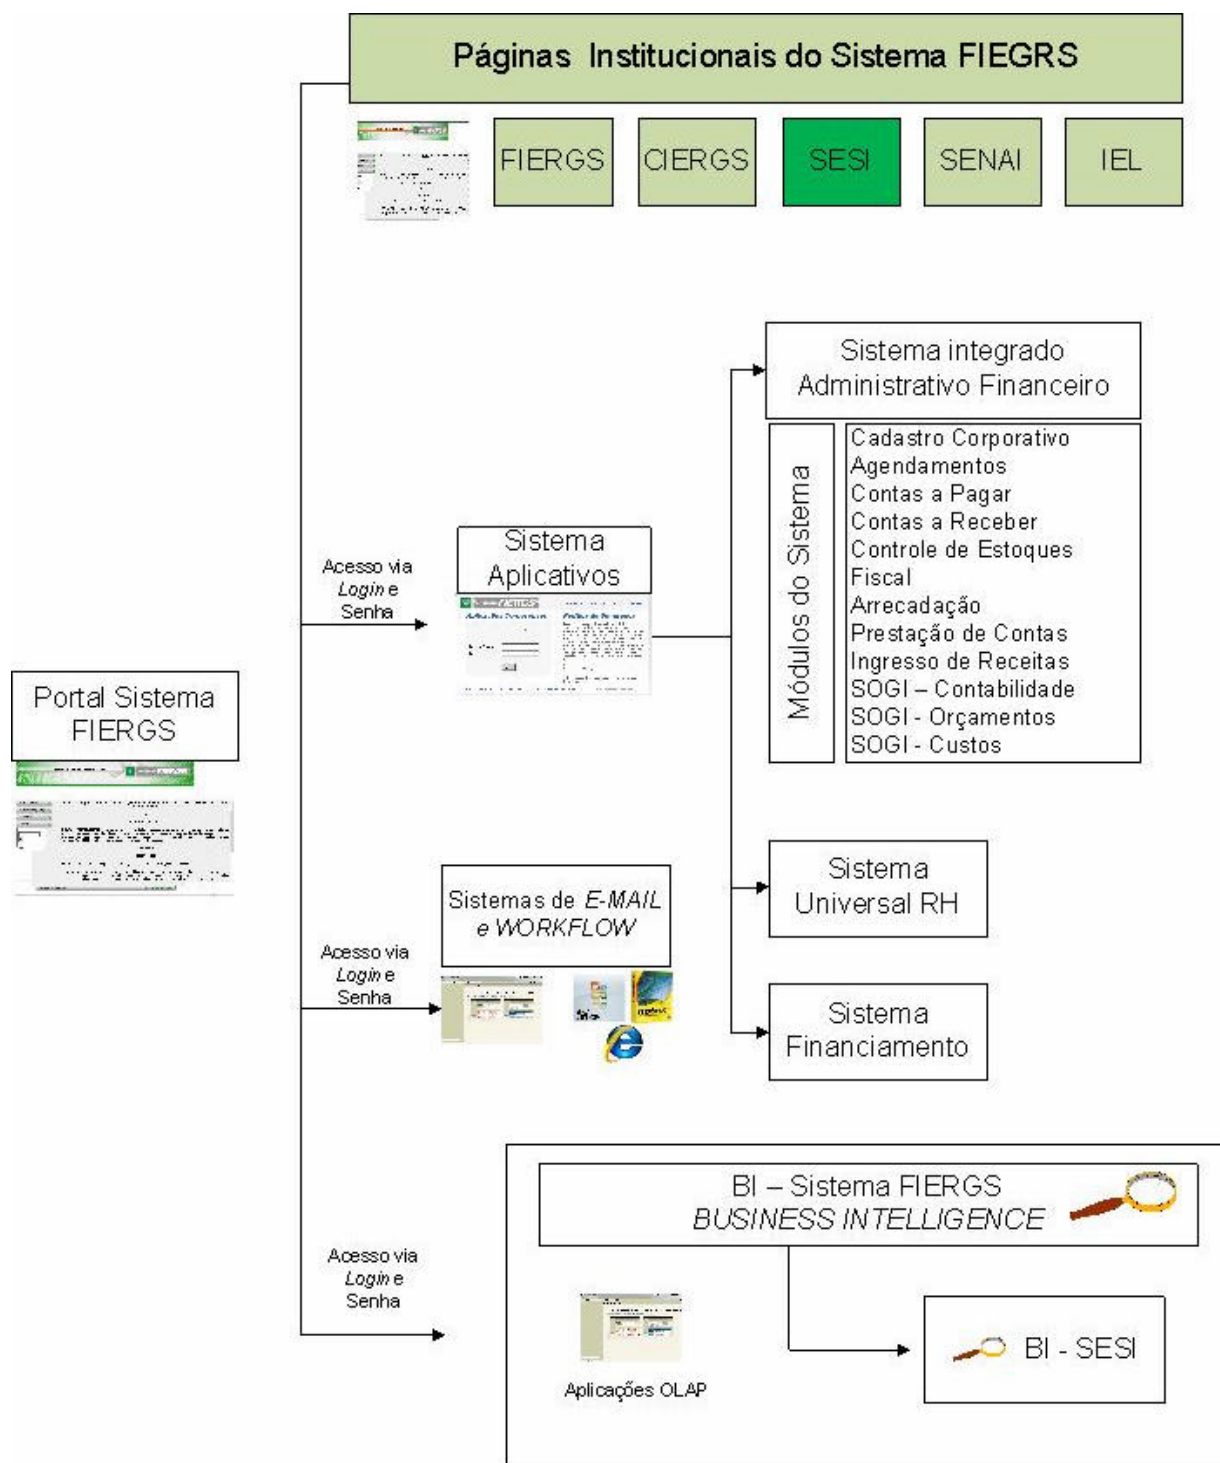 Páginas Institucionais do Sistema FIEGRS
FIERGS
CIERGS
SESI
SENAI
IEL
Sistema integrado
Administrativo Financeiro
Módulos do Sistema
Cadastro Corporativo
Agendamentos
Contas a Pagar
Contas a Receber
Controle de Estoques
Fiscal
Arrecadação
Prestação de Contas
Ingresso de Receitas
SOGI – Contabilidade
SOGI - Orçamentos
SOGI - Custos
Acesso via
Login e
Senha
Sistema
Aplicativos
Portal Sistema
FIERGS
Sistema
Universal RH
Sistemas de E-MAIL
e WORKFLOW
Acesso via
Login e
Senha
Sistema
Financiamento
BI – Sistema FIERGS
BUSINESS INTELLIGENCE
Acesso via
Login e
Senha
BI - SESI
Aplicações OLAP